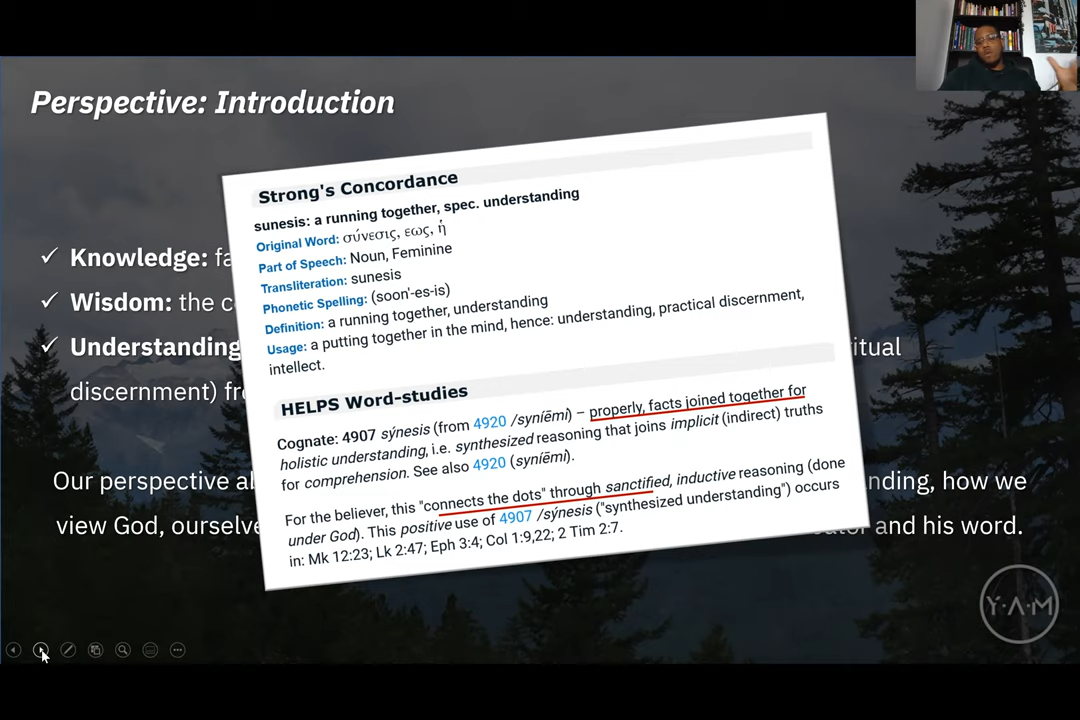 Perspective: Introduction
Strong's Concordance
sunesis: a running together, spec. understanding
Original Word: σύνεσις, εως, ἡ
Part of Speech: Noun, Feminine
Transliteration: sunesis
Phonetic Spelling: (soon'-es-is)
Definition: a running together, understanding
Usage: a putting together in the mind, hence: understanding, practical discernment,
intellect.
HELPS Word-studies
Cognate: 4907 sýnesis (from 4920 /syníēmi) – properly, facts joined together for
holistic understanding, i.e. synthesized reasoning that joins implicit (indirect) truths
for comprehension. See also 4920 (syníēmi).
For the believer, this "connects the dots" through sanctified, inductive reasoning (done
under God). This positive use of 4907 /sýnesis ("synthesized understanding") occurs
in: Mk 12:23; Lk 2:47; Eph 3:4; Col 1:9,22; 2 Tim 2:7.
✓ Knowledge:
✓ Wisdom: the
✓ Understanding
discernment)
Our perspective how we
view God, and his word.
Y·A·M